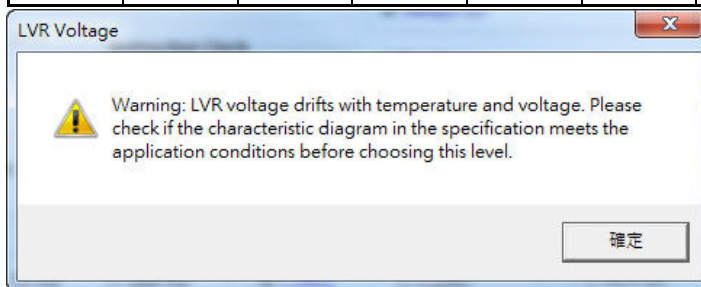 LVR Voltage
Warning: LVR voltage drifts with temperature and voltage. Please
check if the characteristic diagram in the specification meets the
application conditions before choosing this level.
確定